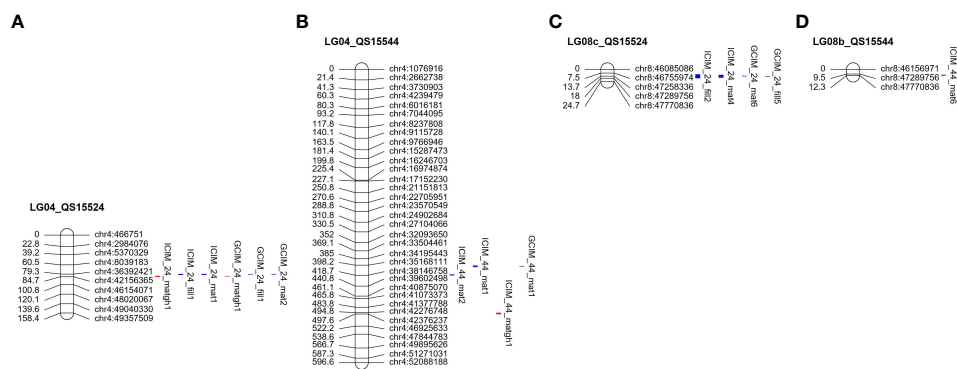 A
LG04_QS15524
0 chr4:466751
22.8 chr4:2984076
39.2 chr4:5370329
60.5 chr4:8039183
79.3 chr4:36392421
84.7 chr4:42156365
100.8 chr4:46154071
120.1 chr4:48020067
139.6 chr4:49040330
158.4 chr4:49357509
ICIM_24_matgh1
ICIM_24_fill1
ICIM_24_mat1
GCIM_24_matgh1
GCIM_24_fill1
GCIM_24_mat2
B
LG04_QS15544
0 chr4:1076916
21.4 chr4:2662738
41.3 chr4:3730903
60.3 chr4:4239479
80.3 chr4:6016181
93.2 chr4:7044095
117.8 chr4:8237808
140.1 chr4:9115728
163.5 chr4:9766946
181.4 chr4:15287473
199.8 chr4:16246703
225.4 chr4:16974874
227.1 chr4:17152230
250.8 chr4:21151813
270.6 chr4:22705951
288.8 chr4:23570549
310.8 chr4:24902684
330.5 chr4:27104066
352 chr4:32093650
369.1 chr4:33504461
385 chr4:34195443
398.2 chr4:35168111
418.7 chr4:38146758
440.8 chr4:39602498
461.1 chr4:40875070
465.8 chr4:41073373
483.8 chr4:41377788
494.8 chr4:42276748
497.6 chr4:42376237
522.2 chr4:46925633
538.6 chr4:47844783
566.7 chr4:49895626
587.3 chr4:51271031
596.6 chr4:52088188
ICIM_44_mat2
ICIM_44_mat1
ICIM_44_matgh1
GCIM_44_mat1
C
LG08c_QS15524
0 chr8:46085086
7.5 chr8:46755974
13.7 chr8:47258336
18 chr8:47289756
24.7 chr8:47770836
ICIM_24_fill2
ICIM_24_mat4
GCIM_24_mat6
GCIM_24_fill5
D
LG08b_QS15544
0 chr8:46156971
9.5 chr8:47289756
12.3 chr8:47770836
ICIM_44_mat6